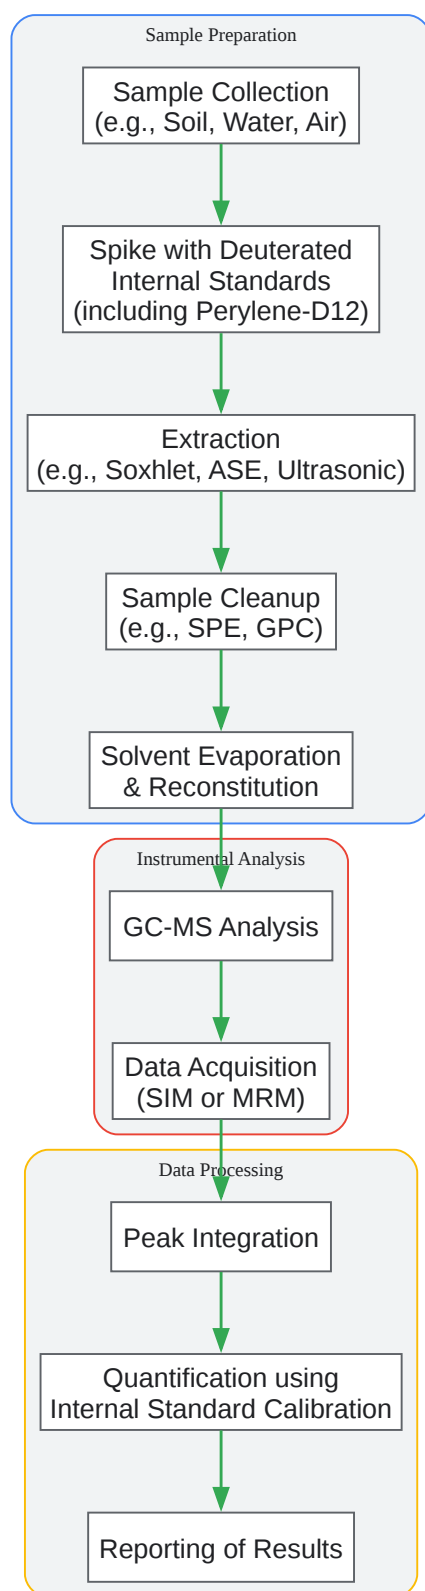 Sample Preparation
Sample Collection
(e.g., Soil, Water, Air)
Spike with Deuterated
Internal Standards
(including Perylene-D12)
Extraction
(e.g., Soxhlet, ASE, Ultrasonic)
Sample Cleanup
(e.g., SPE, GPC)
Solvent Evaporation
& Reconstitution
Instrumental Analysis
GC-MS Analysis
Data Acquisition
(SIM or MRM)
Data Processing
Peak Integration
Quantification using
Internal Standard Calibration
Reporting of Results